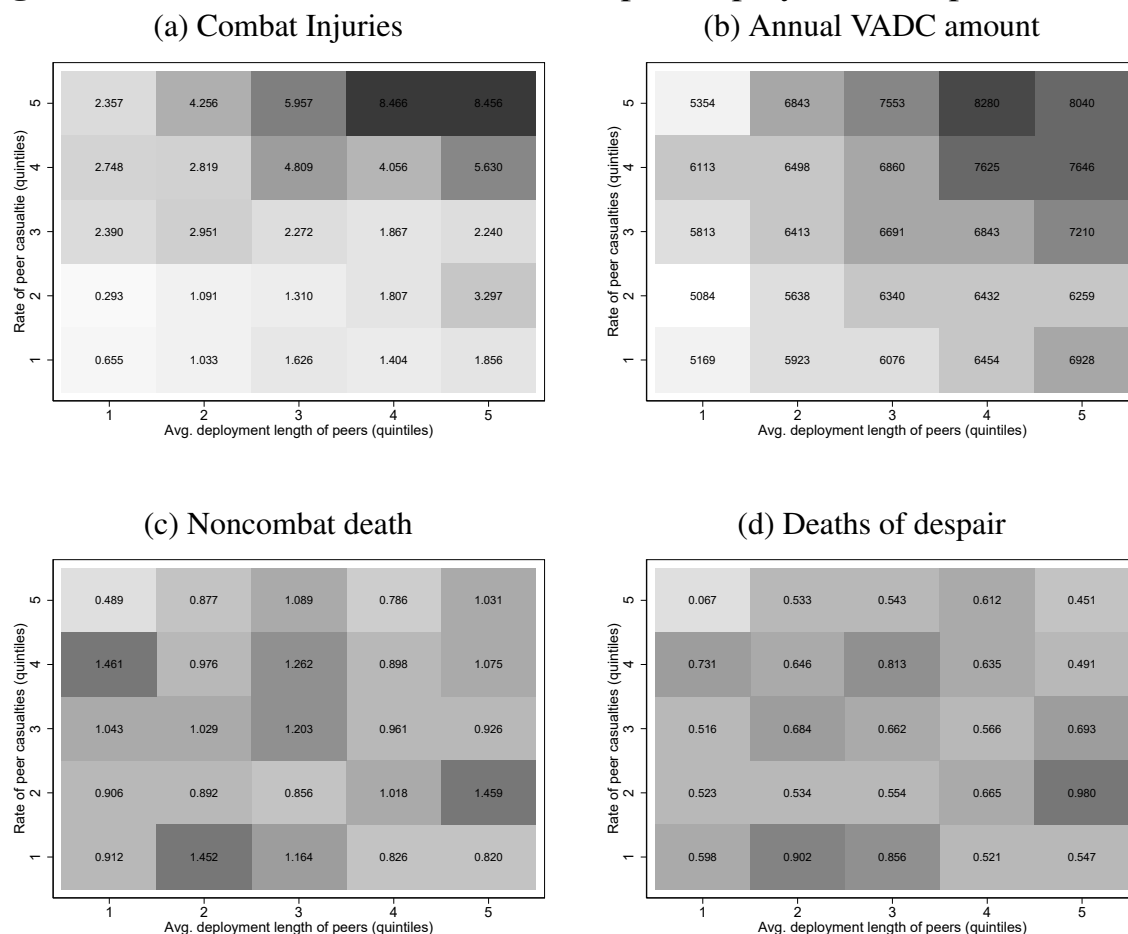 (a) Combat Injuries
Rate of peer casualtie (quintiles)
5 2.357 4.256 5.957 8.466 8.456
4 2.748 2.819 4.809 4.056 5.630
3 2.390 2.951 2.272 1.867 2.240
2 0.293 1.091 1.310 1.807 3.297
1 0.655 1.033 1.626 1.404 1.856
1 2 3 4 5
Avg. deployment length of peers (quintiles)
(b) Annual VADC amount
Rate of peer casualties (quintiles)
5 5354 6843 7553 8280 8040
4 6113 6498 6860 7625 7646
3 5813 6413 6691 6843 7210
2 5084 5638 6340 6432 6259
1 5169 5923 6076 6454 6928
1 2 3 4 5
Avg. deployment length of peers (quintiles)
(c) Noncombat death
Rate of peer casualties (quintiles)
5 0.489 0.877 1.089 0.786 1.031
4 1.461 0.976 1.262 0.898 1.075
3 1.043 1.029 1.203 0.961 0.926
2 0.906 0.892 0.856 1.018 1.459
1 0.912 1.452 1.164 0.826 0.820
1 2 3 4 5
Avg. deployment length of peers (quintiles)
(d) Deaths of despair
Rate of peer casualties (quintiles)
5 0.067 0.533 0.543 0.612 0.451
4 0.731 0.646 0.813 0.635 0.491
3 0.516 0.684 0.662 0.566 0.693
2 0.523 0.534 0.554 0.665 0.980
1 0.598 0.902 0.856 0.521 0.547
1 2 3 4 5
Avg. deployment length of peers (quintiles)